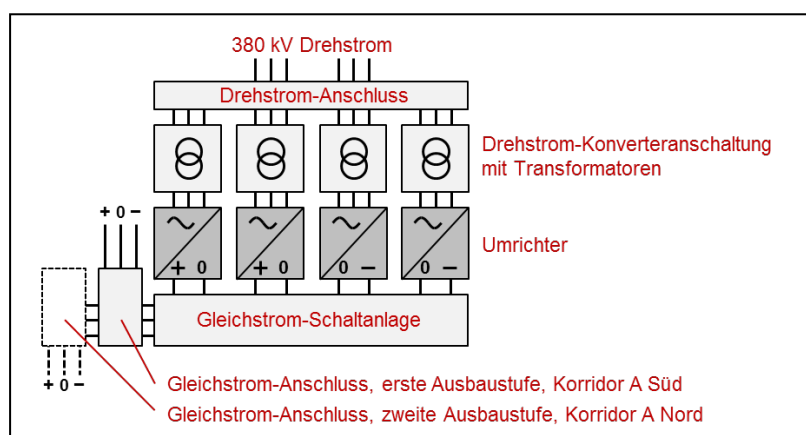 380 kV Drehstrom
Drehstrom-Anschluss
Drehstrom-Konverteranschaltung
mit Transformatoren
+ 0 −
Umrichter
+ 0 + 0 0 − 0 −
Gleichstrom-Schaltanlage
+ 0 −
Gleichstrom-Anschluss, erste Ausbaustufe, Korridor A Süd
Gleichstrom-Anschluss, zweite Ausbaustufe, Korridor A Nord